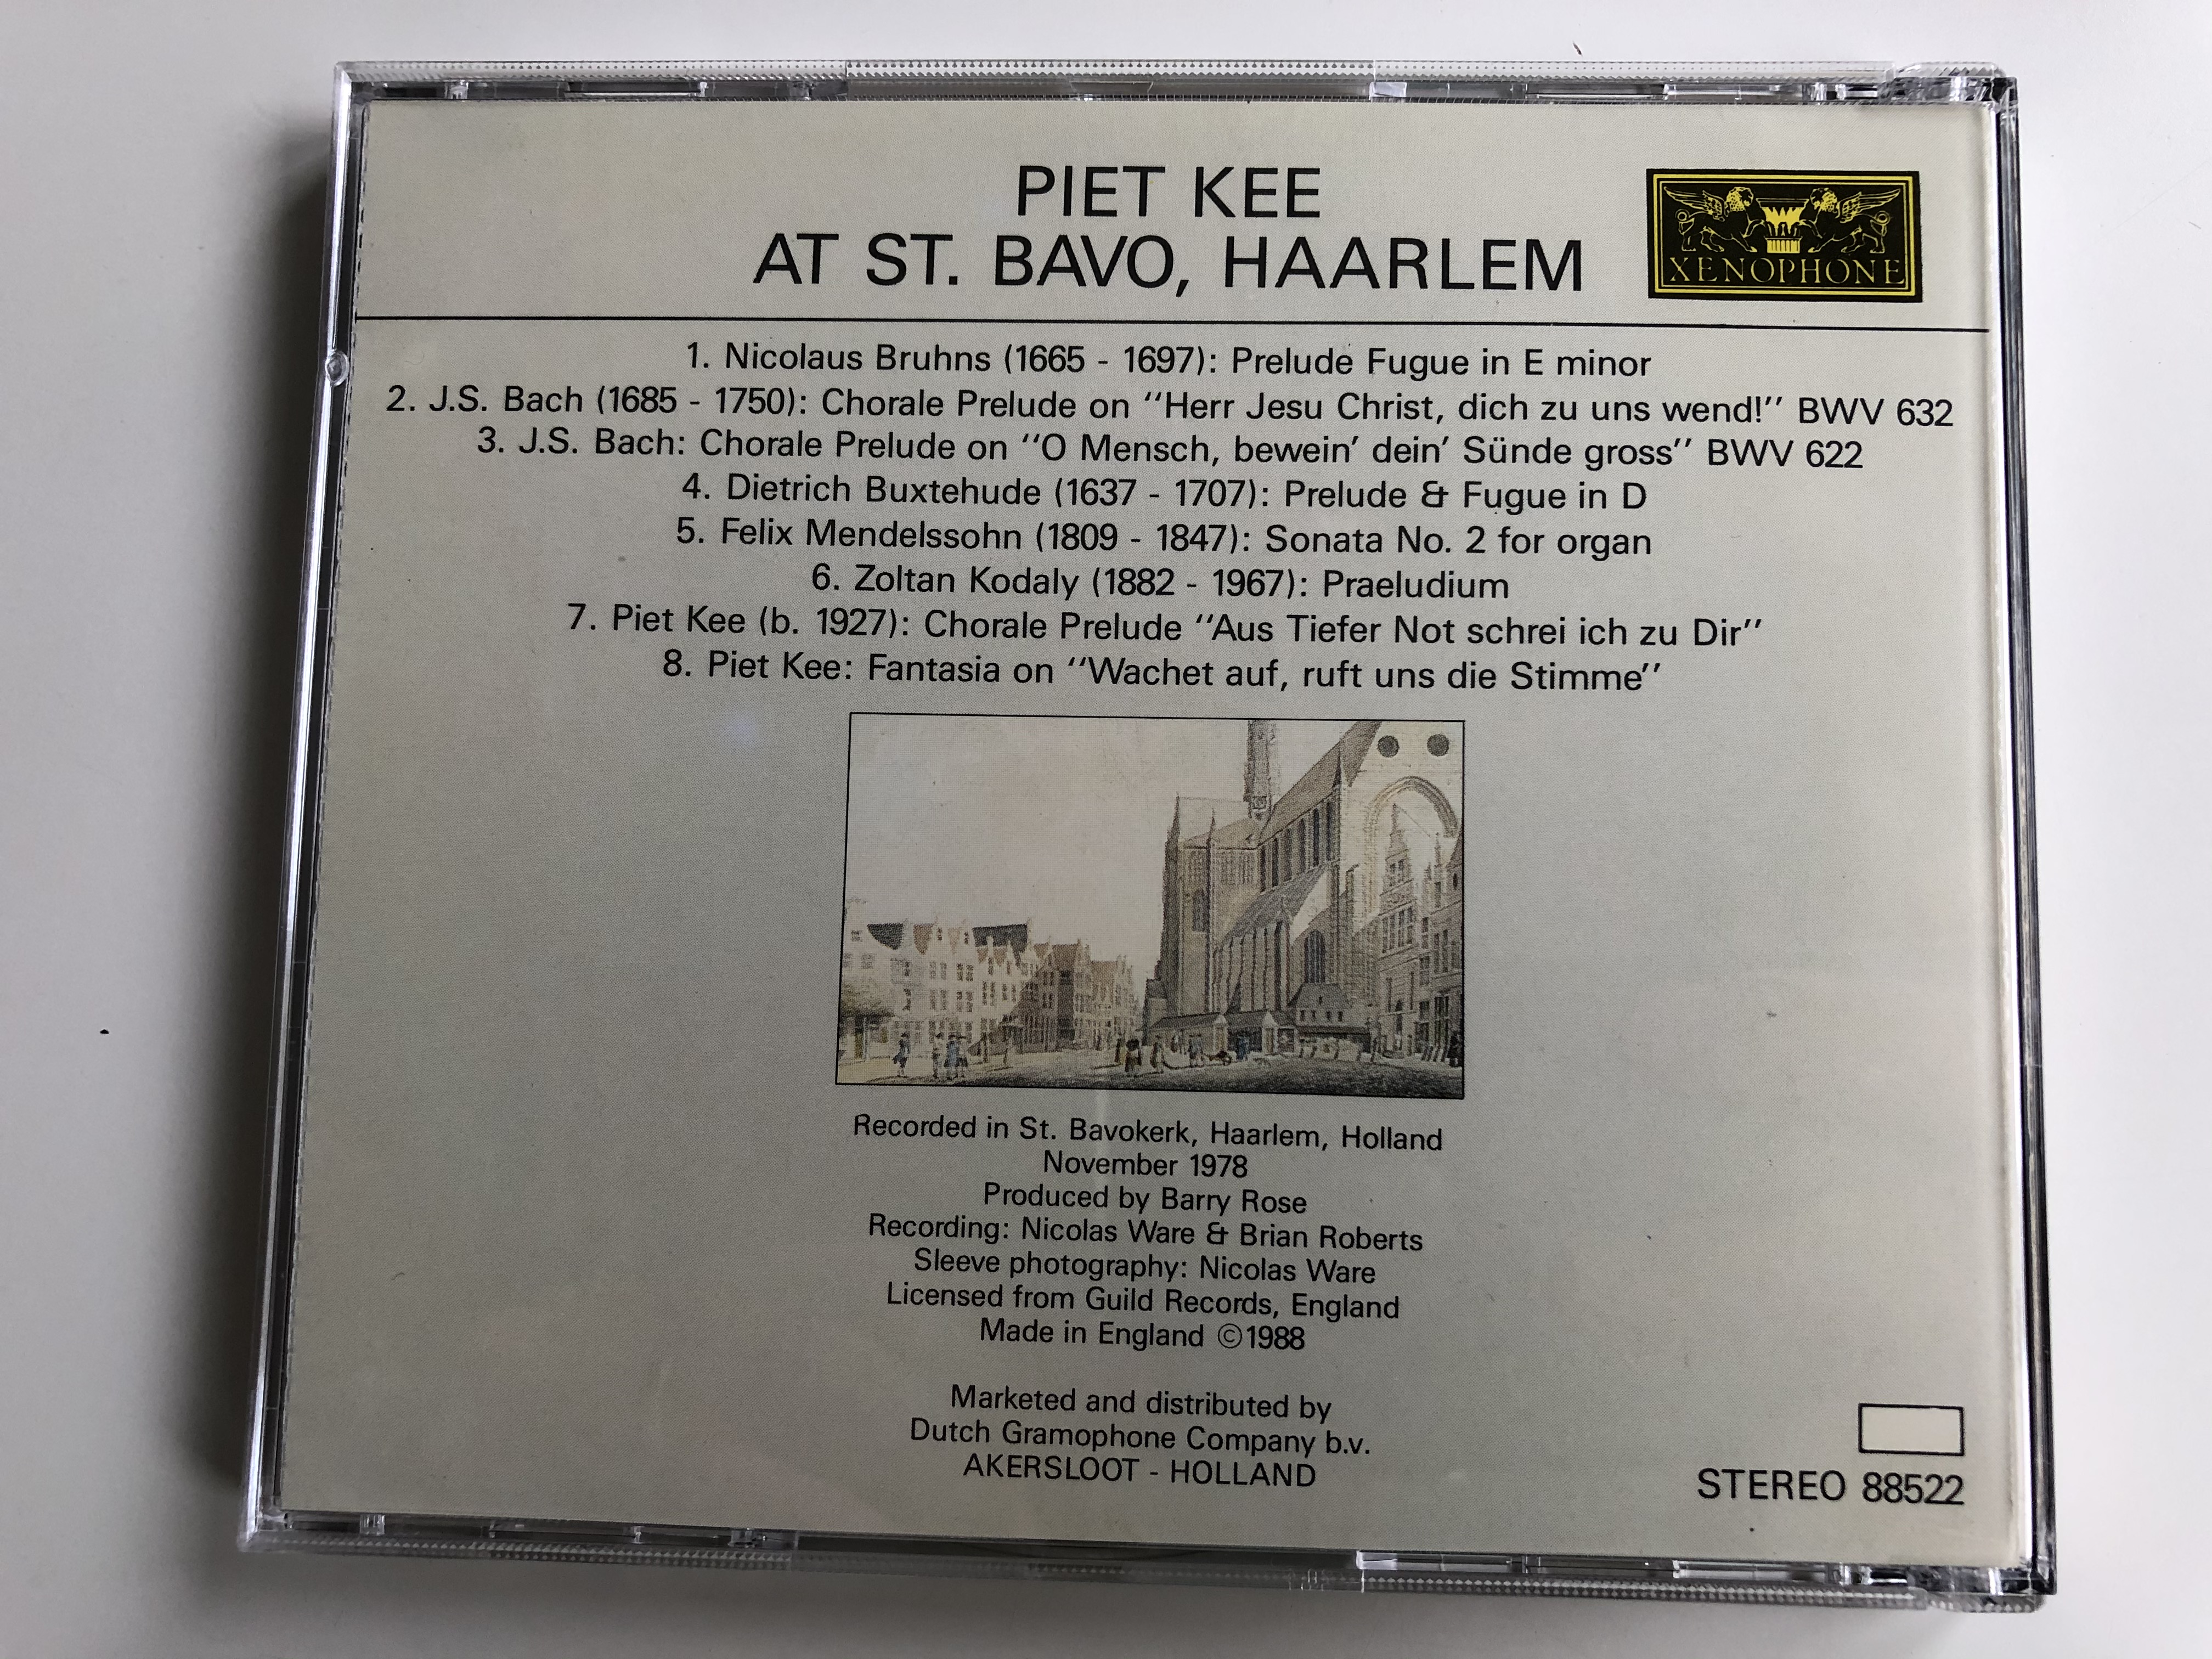 PIET KEE
AT ST. BAVO, HAARLEM
XENOPHONE
1. Nicolaus Bruhns (1665 - 1697): Prelude Fugue in E minor
2. J.S. Bach (1685 - 1750): Chorale Prelude on ''Herr Jesu Christ, dich zu uns wend!'' BWV 632
3. J.S. Bach: Chorale Prelude on ''O Mensch, bewein' dein' Sünde gross'' BWV 622
4. Dietrich Buxtehude (1637 - 1707): Prelude & Fugue in D
5. Felix Mendelssohn (1809 - 1847): Sonata No. 2 for organ
6. Zoltan Kodaly (1882 - 1967): Praeludium
7. Piet Kee (b. 1927): Chorale Prelude ''Aus Tiefer Not schrei ich zu Dir''
8. Piet Kee: Fantasia on ''Wachet auf, ruft uns die Stimme''
Recorded in St. Bavokerk, Haarlem, Holland
November 1978
Produced by Barry Rose
Recording: Nicolas Ware & Brian Roberts
Sleeve photography: Nicolas Ware
Licensed from Guild Records, England
Made in England ©1988
Marketed and distributed by
Dutch Gramophone Company b.v.
AKERSLOOT - HOLLAND
STEREO 88522